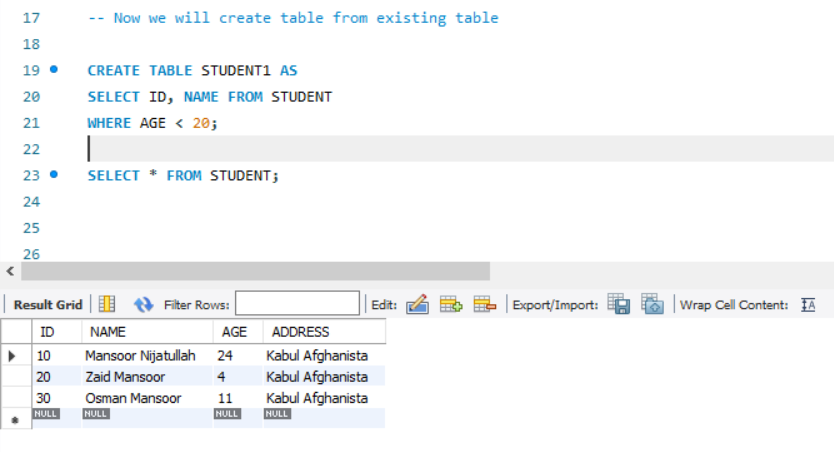 17 -- Now we will create table from existing table
18
19 CREATE TABLE STUDENT1 AS
20 SELECT ID, NAME FROM STUDENT
21 WHERE AGE < 20;
22
23 SELECT * FROM STUDENT;
24
25
26
Result Grid Filter Rows: Edit: Export/Import: Wrap Cell Content: IA
ID NAME AGE ADDRESS
10 Mansoor Nijatullah 24 Kabul Afghanista
20 Zaid Mansoor 4 Kabul Afghanista
30 Osman Mansoor 11 Kabul Afghanista
NULL NULL NULL NULL